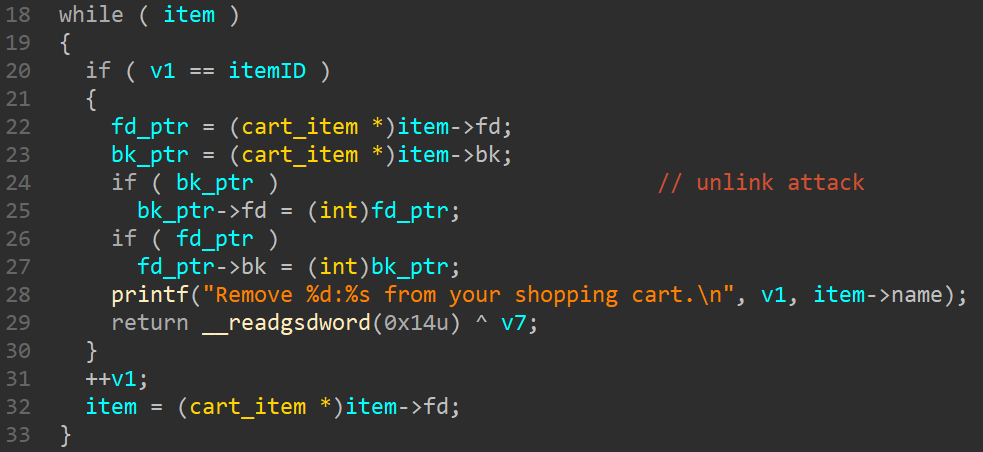 18 while ( item )
19 {
20   if ( v1 == itemID )
21   {
22     fd_ptr = (cart_item *)item->fd;
23     bk_ptr = (cart_item *)item->bk;
24     if ( bk_ptr )                             // unlink attack
25       bk_ptr->fd = (int)fd_ptr;
26     if ( fd_ptr )
27       fd_ptr->bk = (int)bk_ptr;
28     printf("Remove %d:%s from your shopping cart.\n", v1, item->name);
29     return __readgsdword(0x14u) ^ v7;
30   }
31   ++v1;
32   item = (cart_item *)item->fd;
33 }